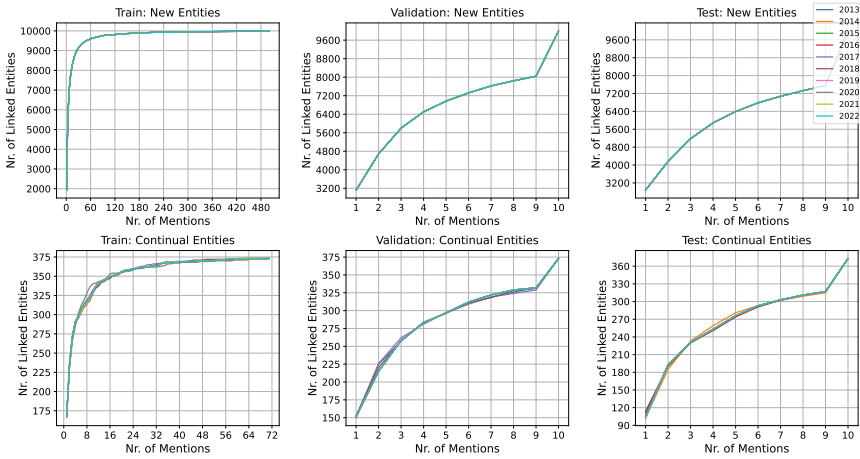 Train: New Entities
Nr. of Linked Entities
10000
9000
8000
7000
6000
5000
4000
3000
2000
0 60 120 180 240 300 360 420 480
Nr. of Mentions
Validation: New Entities
Nr. of Linked Entities
9600
8800
8000
7200
6400
5600
4800
4000
3200
1 2 3 4 5 6 7 8 9 10
Nr. of Mentions
Test: New Entities
Nr. of Linked Entities
9600
8800
8000
7200
6400
5600
4800
4000
3200
1 2 3 4 5 6 7 8 9 10
Nr. of Mentions
2013
2014
2015
2016
2017
2018
2019
2020
2021
2022
Train: Continual Entities
Nr. of Linked Entities
375
350
325
300
275
250
225
200
175
0 8 16 24 32 40 48 56 64 72
Nr. of Mentions
Validation: Continual Entities
Nr. of Linked Entities
375
350
325
300
275
250
225
200
175
150
1 2 3 4 5 6 7 8 9 10
Nr. of Mentions
Test: Continual Entities
Nr. of Linked Entities
360
330
300
270
240
210
180
150
120
90
1 2 3 4 5 6 7 8 9 10
Nr. of Mentions